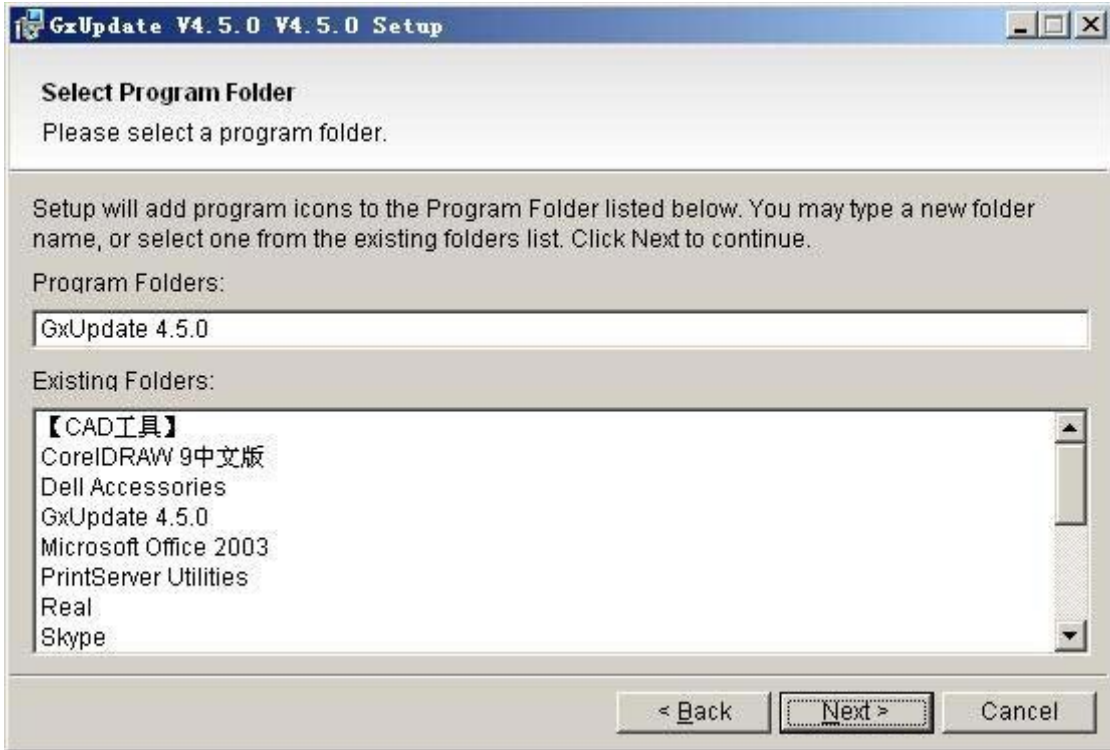 GxUpdate V4.5.0 V4.5.0 Setup
Select Program Folder
Please select a program folder.
Setup will add program icons to the Program Folder listed below. You may type a new folder
name, or select one from the existing folders list. Click Next to continue.
Program Folders:
GxUpdate 4.5.0
Existing Folders:
【CAD工具】
CorelDRAW 9中文版
Dell Accessories
GxUpdate 4.5.0
Microsoft Office 2003
PrintServer Utilities
Real
Skype
< Back Next > Cancel